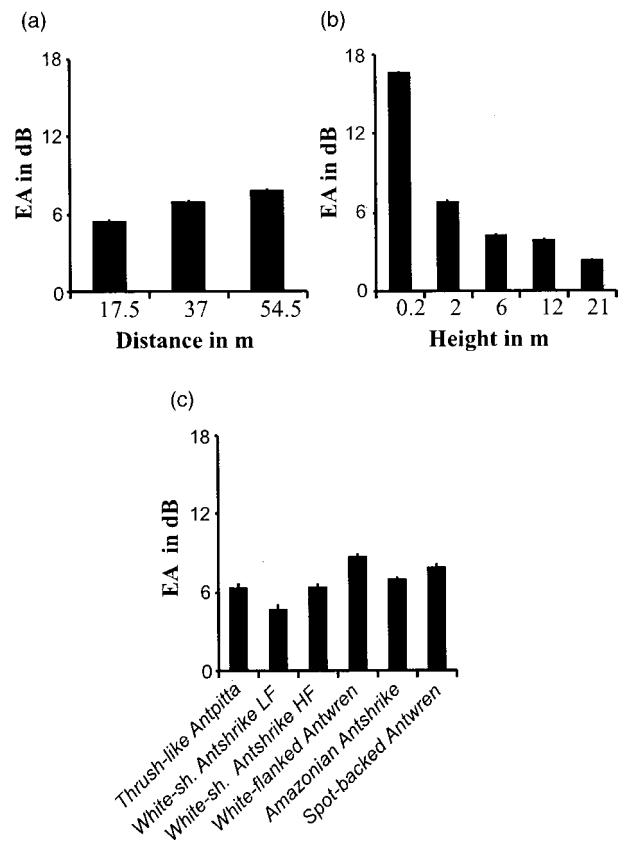 (a)
18
12
6
0
EA in dB
17.5 37 54.5
Distance in m
(b)
18
12
6
0
EA in dB
0.2 2 6 12 21
Height in m
(c)
18
12
6
0
EA in dB
Thrush-like Antpitta
White-sh. Antshrike LF
White-sh. Antshrike HF
White-flanked Antwren
Amazonian Antshrike
Spot-backed Antwren